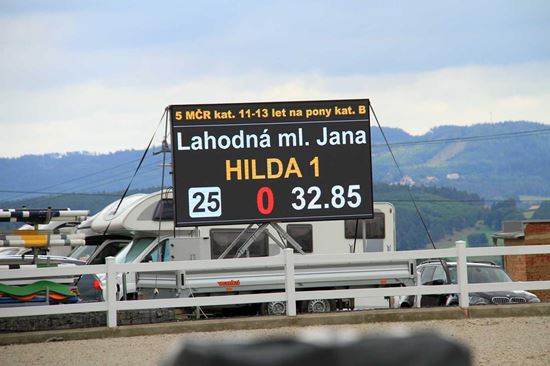 5 MČR kat. 11-13 let na pony kat. B
Lahodná ml. Jana
HILDA 1
25 0 32.85